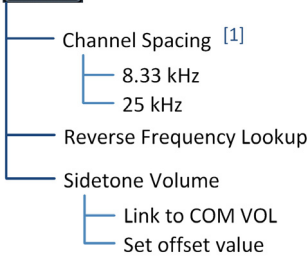 Channel Spacing [1]
8.33 kHz
25 kHz
Reverse Frequency Lookup
Sidetone Volume
Link to COM VOL
Set offset value